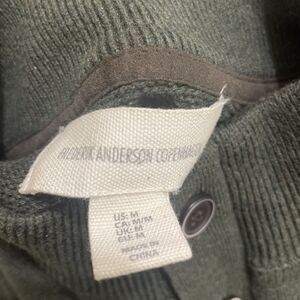 FREDERIK ANDERSON COPENHAGEN
US: M
CA: M/M
UK: M
EU: M
MADE IN
CHINA